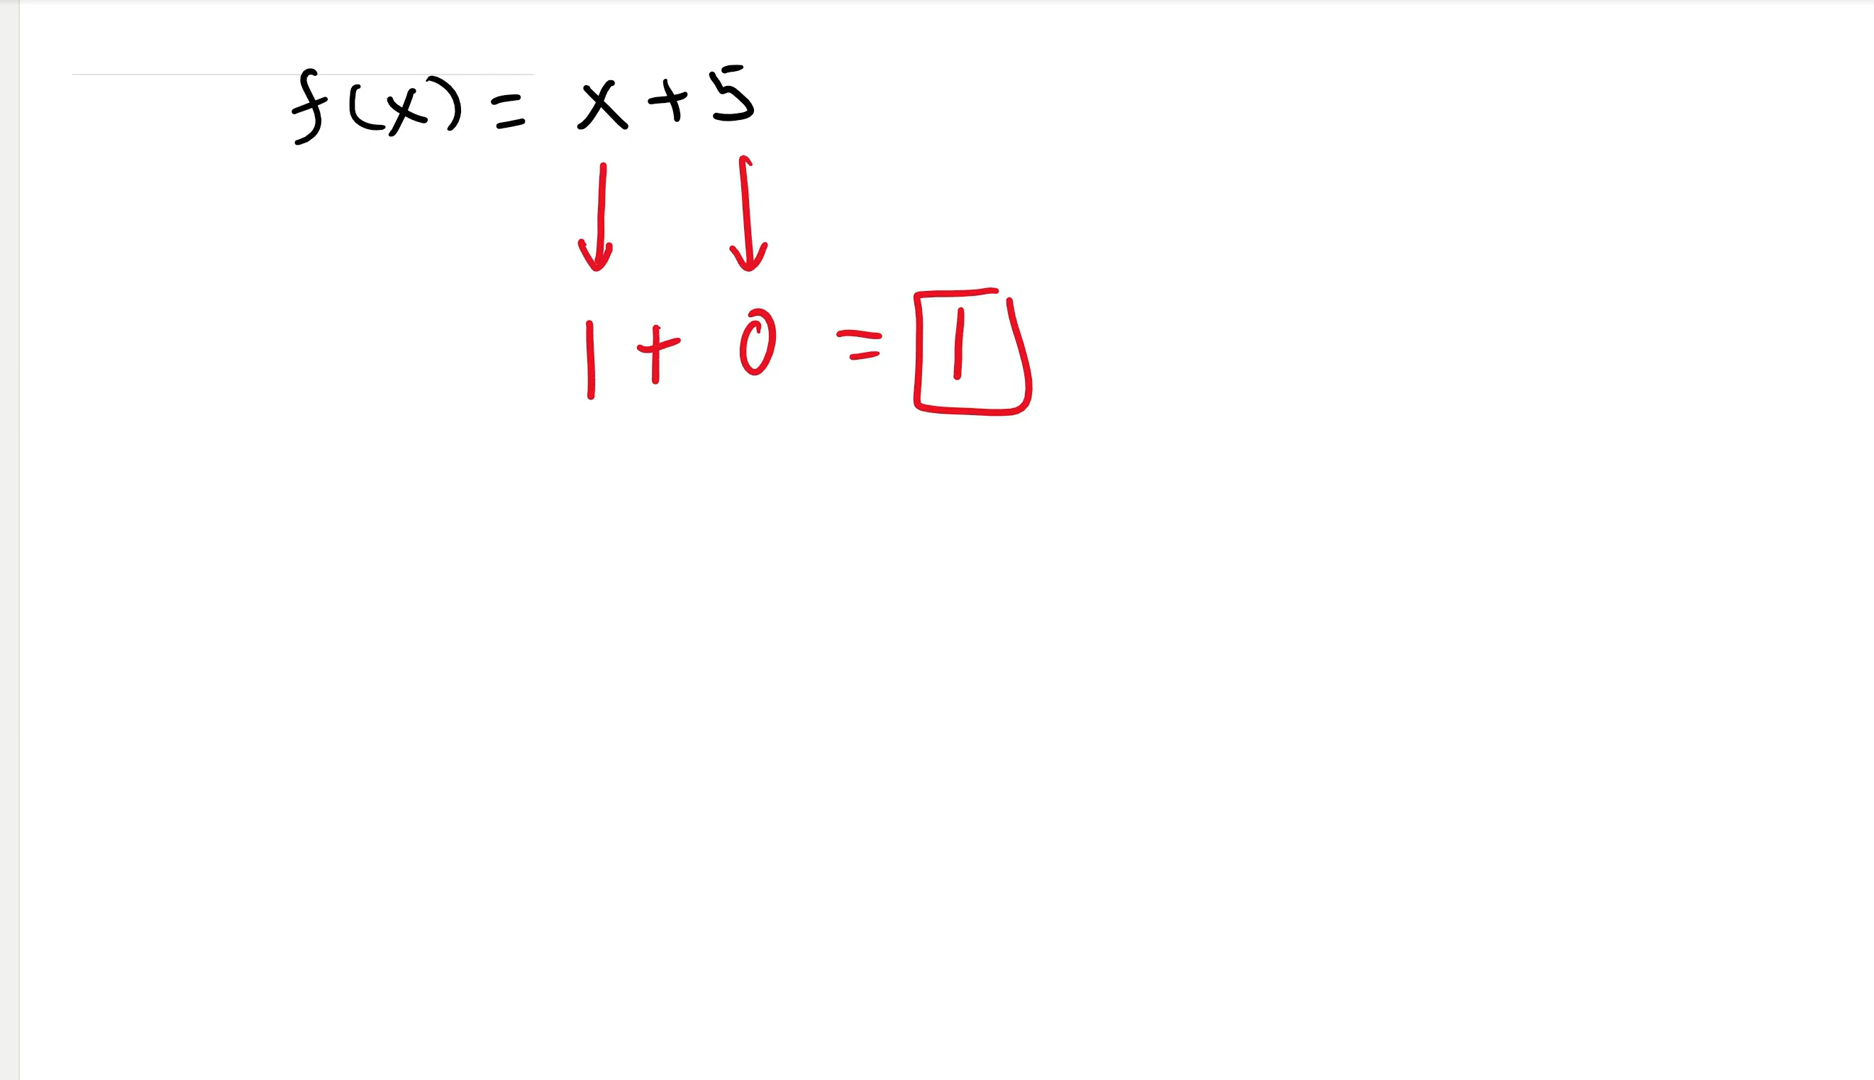 f(x) = x + 5
↓ ↓
1 + 0 = 1